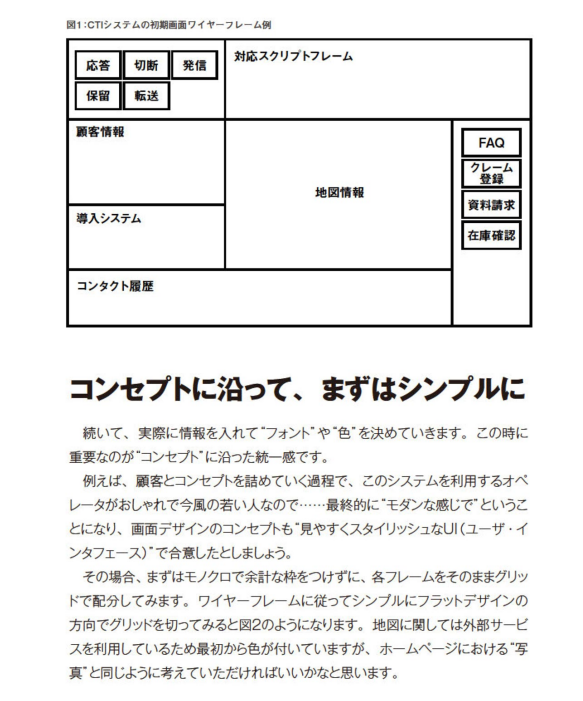 図1：CTIシステムの初期画面ワイヤーフレーム例
応答 切断 発信
保留 転送
対応スクリプトフレーム
顧客情報
地図情報
FAQ
クレーム
登録
資料請求
在庫確認
導入システム
コンタクト履歴
コンセプトに沿って、まずはシンプルに
続いて、実際に情報を入れて“フォント”や“色”を決めていきます。この時に
重要なのが“コンセプト”に沿った統一感です。
例えば、顧客とコンセプトを詰めていく過程で、このシステムを利用するオペ
レータがおしゃれで今風の若い人なので……最終的に“モダンな感じで”というこ
とになり、画面デザインのコンセプトも“見やすくスタイリッシュなUI（ユーザ・イ
ンタフェース）”で合意したとしましょう。
その場合、まずはモノクロで余計な枠をつけずに、各フレームをそのままグリッ
ドで配分してみます。ワイヤーフレームに従ってシンプルにフラットデザインの
方向でグリッドを切ってみると図2のようになります。地図に関しては外部サービ
スを利用しているため最初から色が付いていますが、ホームページにおける“写
真”と同じように考えていただければいいかなと思います。